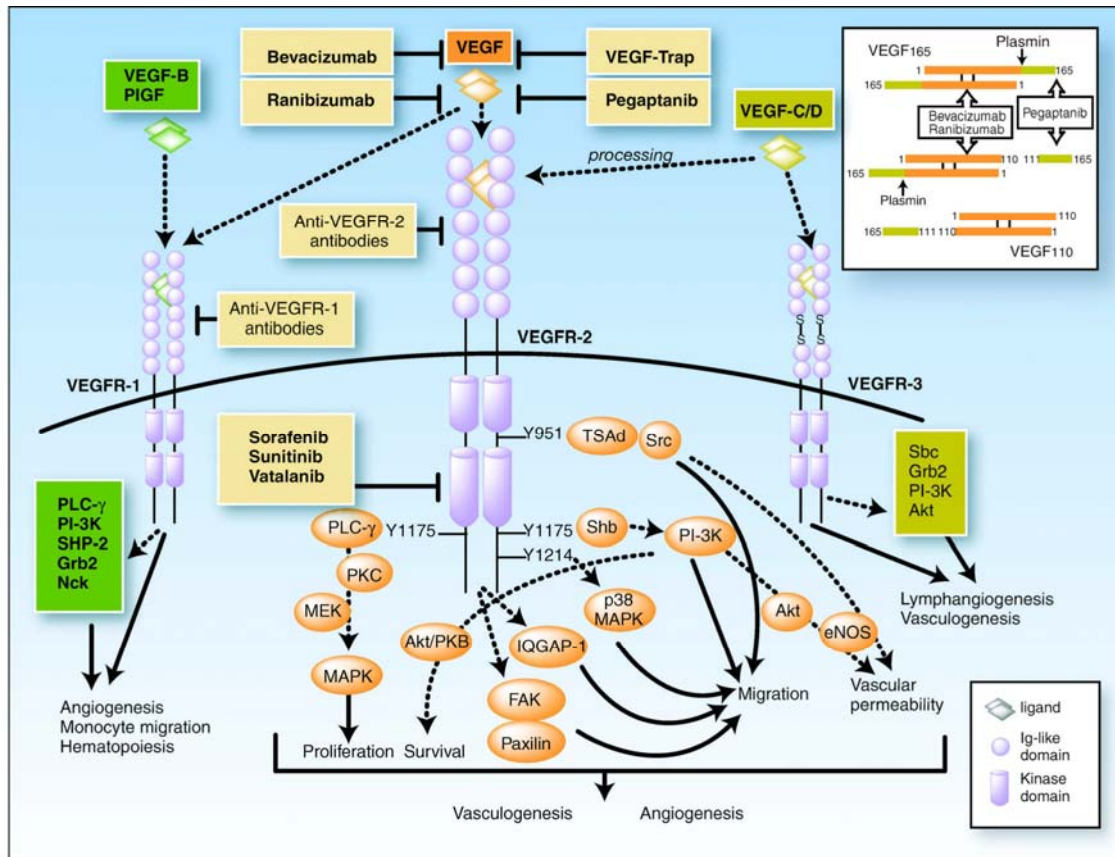 Bevacizumab
VEGF
VEGF-Trap
Ranibizumab
Pegaptanib
VEGF-B
PIGF
VEGF-C/D
processing
Anti-VEGFR-2
antibodies
Anti-VEGFR-1
antibodies
VEGFR-1
VEGFR-2
VEGFR-3
S
S
VEGF165
Plasmin
1
165
165
1
Bevacizumab
Ranibizumab
Pegaptanib
1
110
111
165
165
1
Plasmin
1
110
165
111
110
1
VEGF110
Sorafenib
Sunitinib
Vatalanib
Y951
TSAd
Src
Sbc
Grb2
PI-3K
Akt
PLC-γ
PI-3K
SHP-2
Grb2
Nck
PLC-γ
Y1175
Y1175
Shb
PI-3K
Y1214
PKC
MEK
p38
MAPK
Akt
eNOS
Akt/PKB
IQGAP-1
MAPK
FAK
Paxilin
Migration
Vascular
permeability
Lymphangiogenesis
Vasculogenesis
Angiogenesis
Monocyte migration
Hematopoiesis
Proliferation
Survival
Vasculogenesis
Angiogenesis
ligand
Ig-like
domain
Kinase
domain